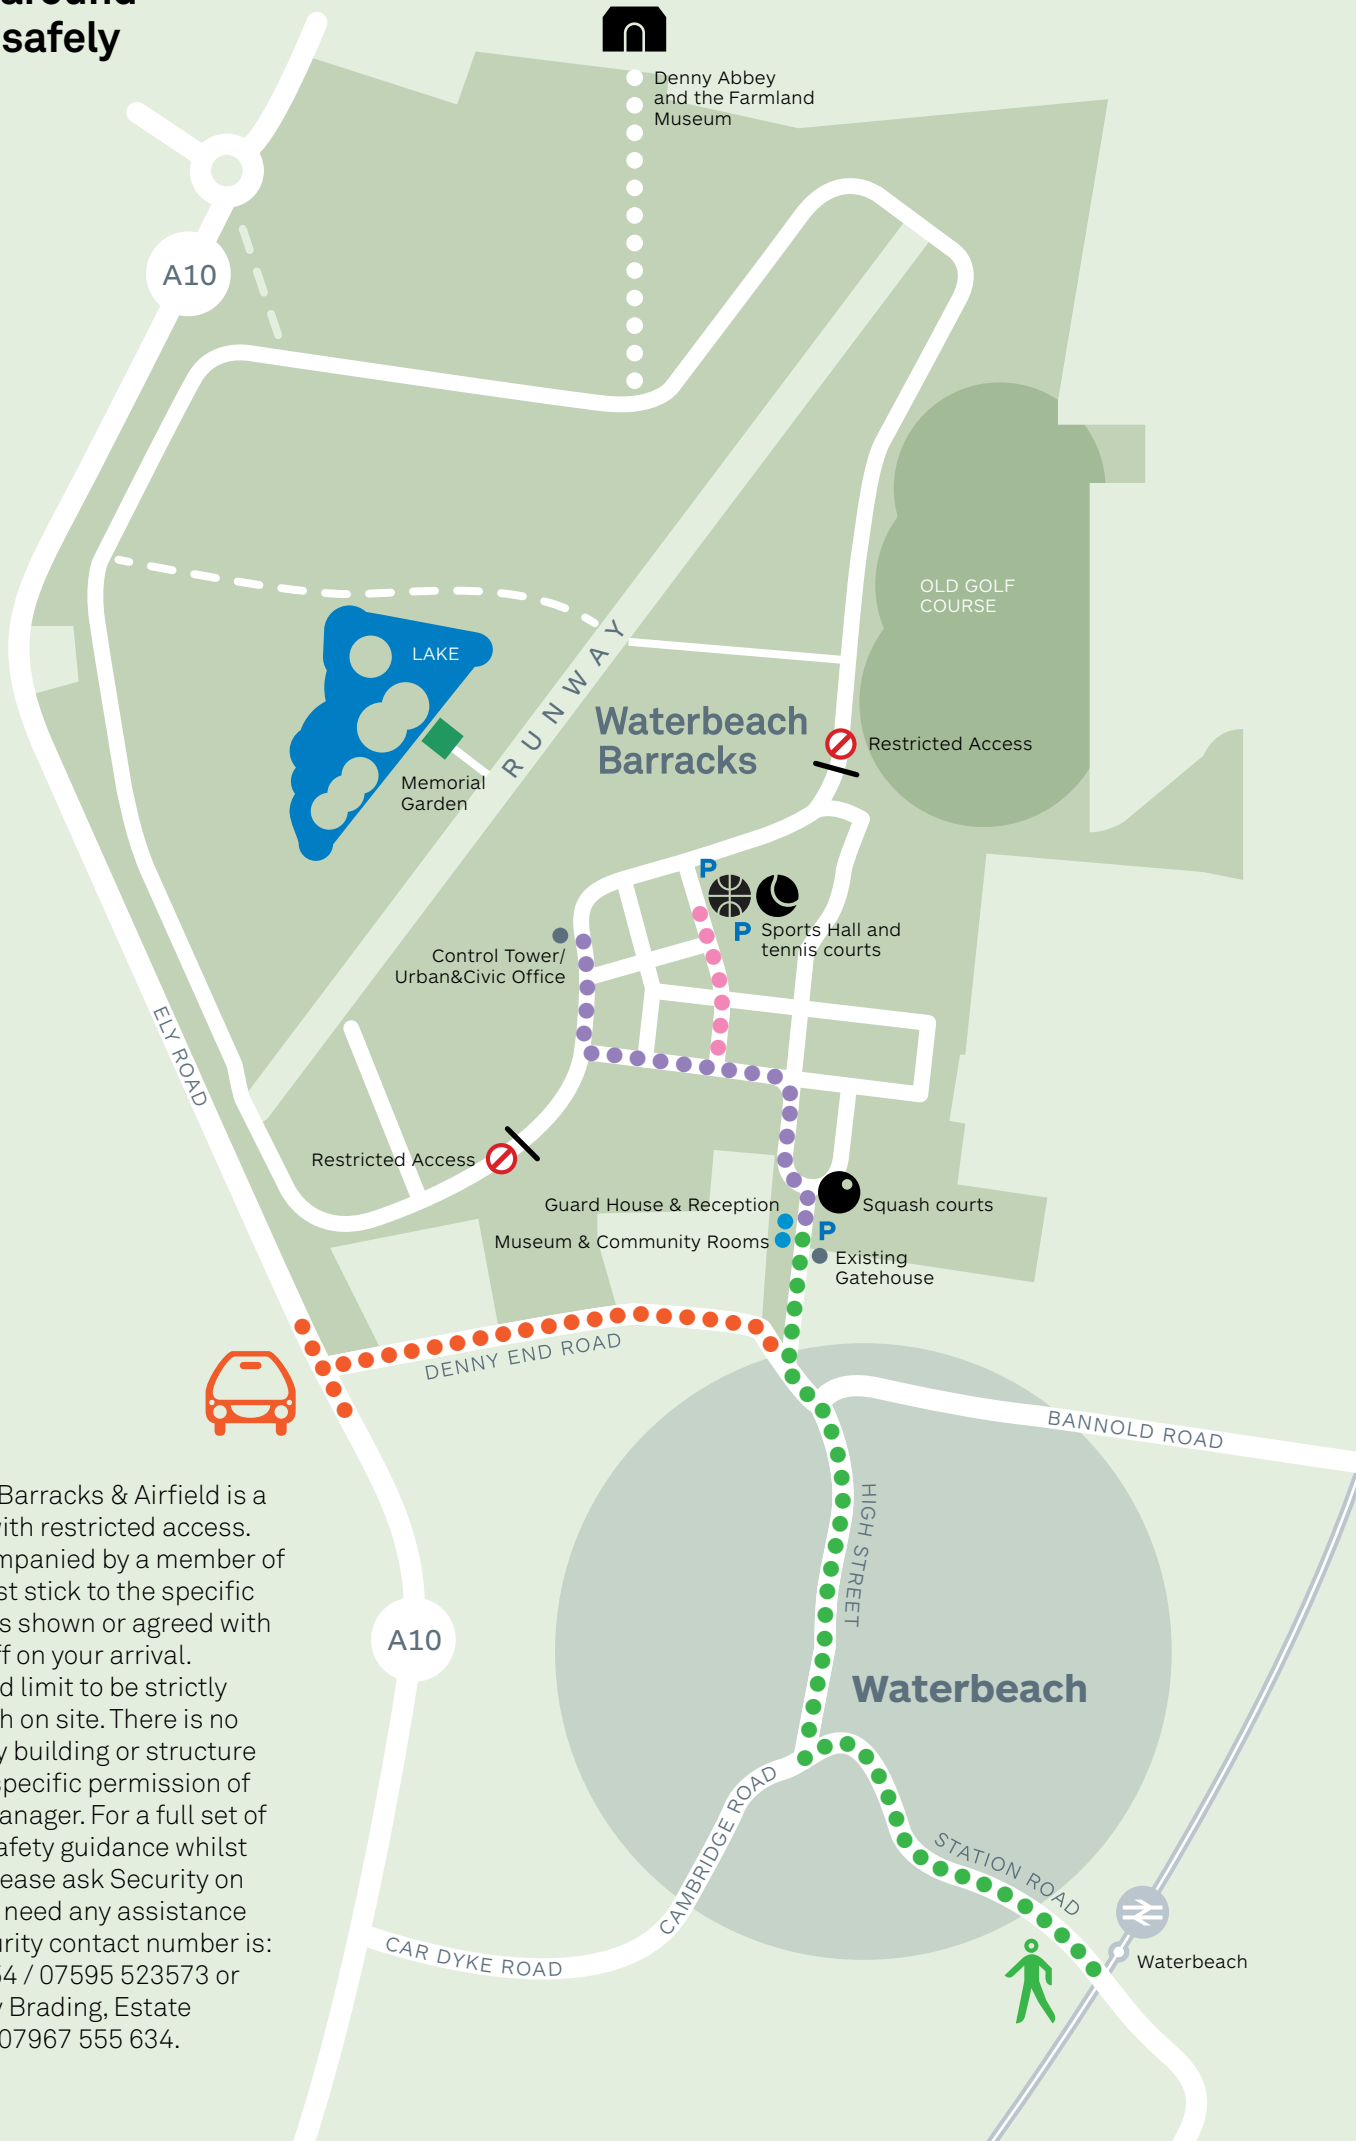 around
safely
Denny Abbey
and the Farmland
Museum
A10
OLD GOLF
COURSE
LAKE
RUNWAY
Waterbeach
Barracks
Restricted Access
Memorial
Garden
P
P
Sports Hall and
tennis courts
Control Tower/
Urban&Civic Office
ELY ROAD
Restricted Access
Guard House & Reception
Squash courts
P
Museum & Community Rooms
Existing
Gatehouse
DENNY END ROAD
BANNOLD ROAD
HIGH STREET
Barracks & Airfield is a
with restricted access.
mpanied by a member of
st stick to the specific
s shown or agreed with
ff on your arrival.
d limit to be strictly
h on site. There is no
y building or structure
specific permission of
anager. For a full set of
afety guidance whilst
ease ask Security on
need any assistance
urity contact number is:
54 / 07595 523573 or
y Brading, Estate
07967 555 634.
A10
Waterbeach
CAMBRIDGE ROAD
STATION ROAD
CAR DYKE ROAD
Waterbeach